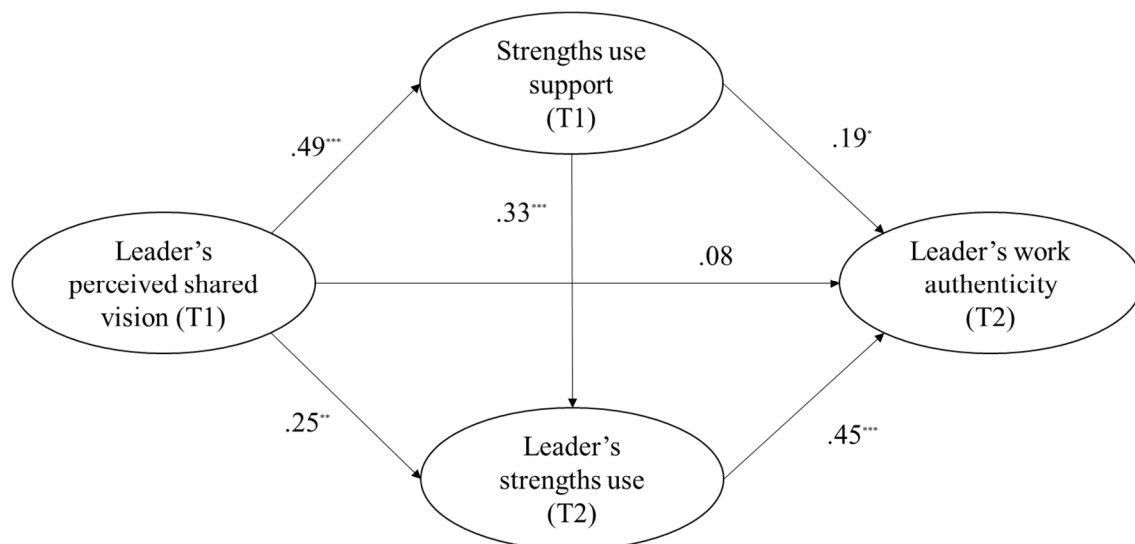 Strengths use
support
(T1)
.49***
.19*
.33***
Leader’s
perceived shared
vision (T1)
.08
Leader’s work
authenticity
(T2)
.25**
.45***
Leader’s
strengths use
(T2)